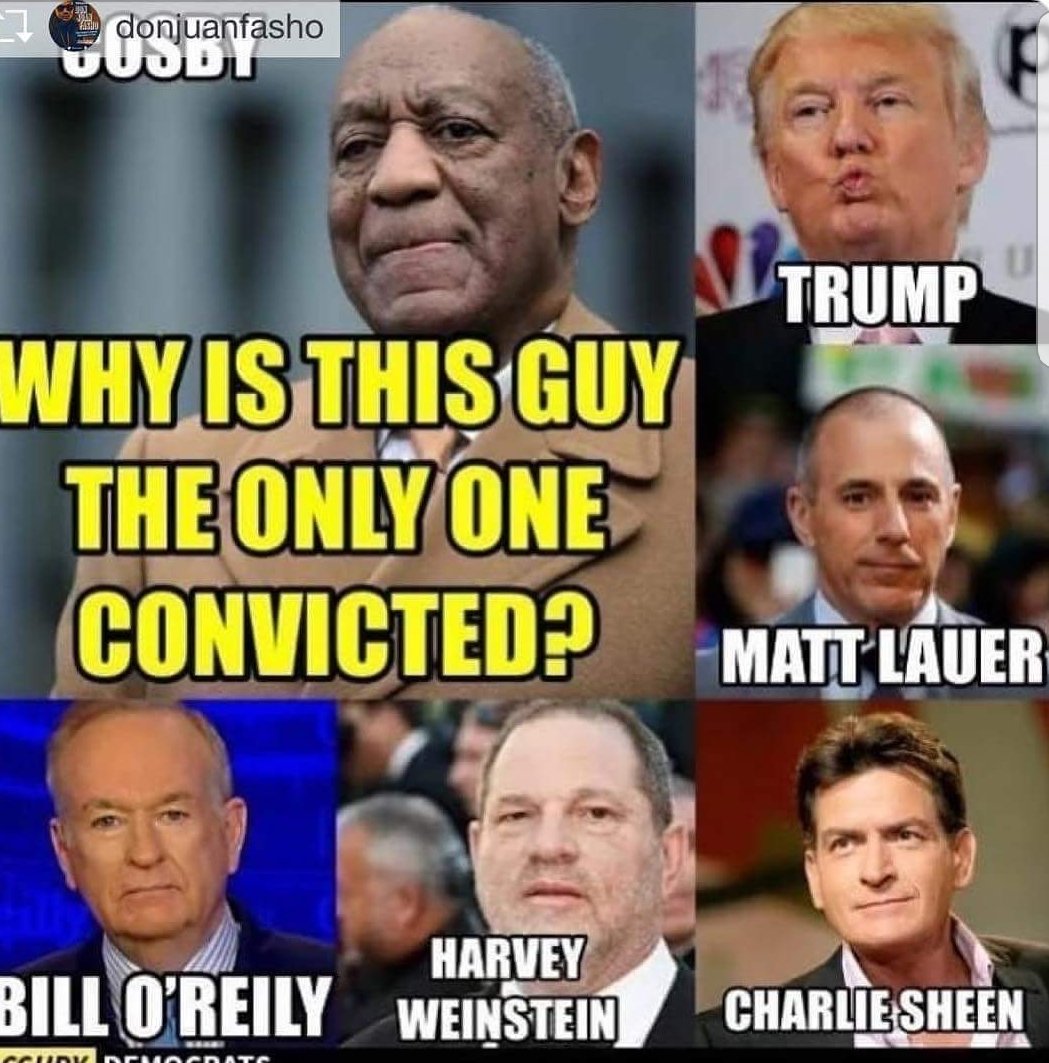 donjuanfasho
COSBY
TRUMP
WHY IS THIS GUY
THE ONLY ONE
CONVICTED?
MATT LAUER
BILL O'REILY
HARVEY
WEINSTEIN
CHARLIE SHEEN
DEMOCRATS